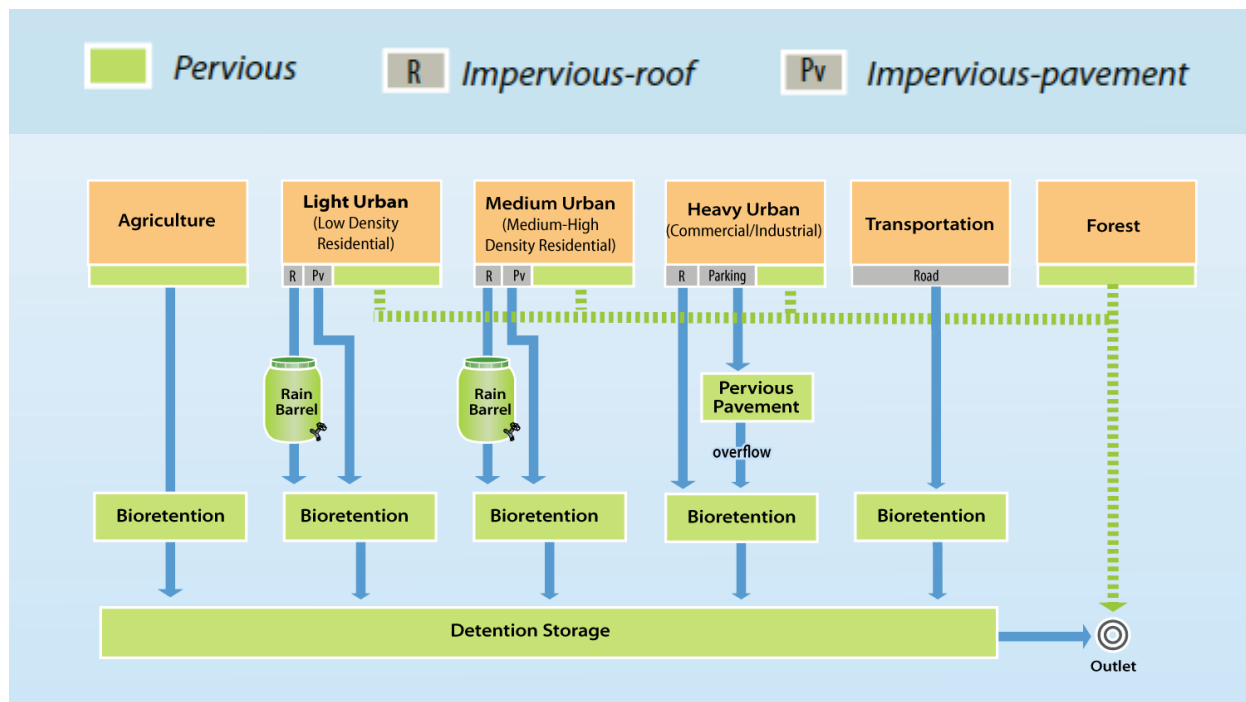 Pervious
R
Impervious-roof
Pv
Impervious-pavement
Agriculture
Light Urban
(Low Density
Residential)
Medium Urban
(Medium-High
Density Residential)
Heavy Urban
(Commercial/Industrial)
Transportation
Forest
R
Pv
R
Pv
R
Parking
Road
Rain
Barrel
Rain
Barrel
Pervious
Pavement
overflow
Bioretention
Bioretention
Bioretention
Bioretention
Bioretention
Detention Storage
Outlet